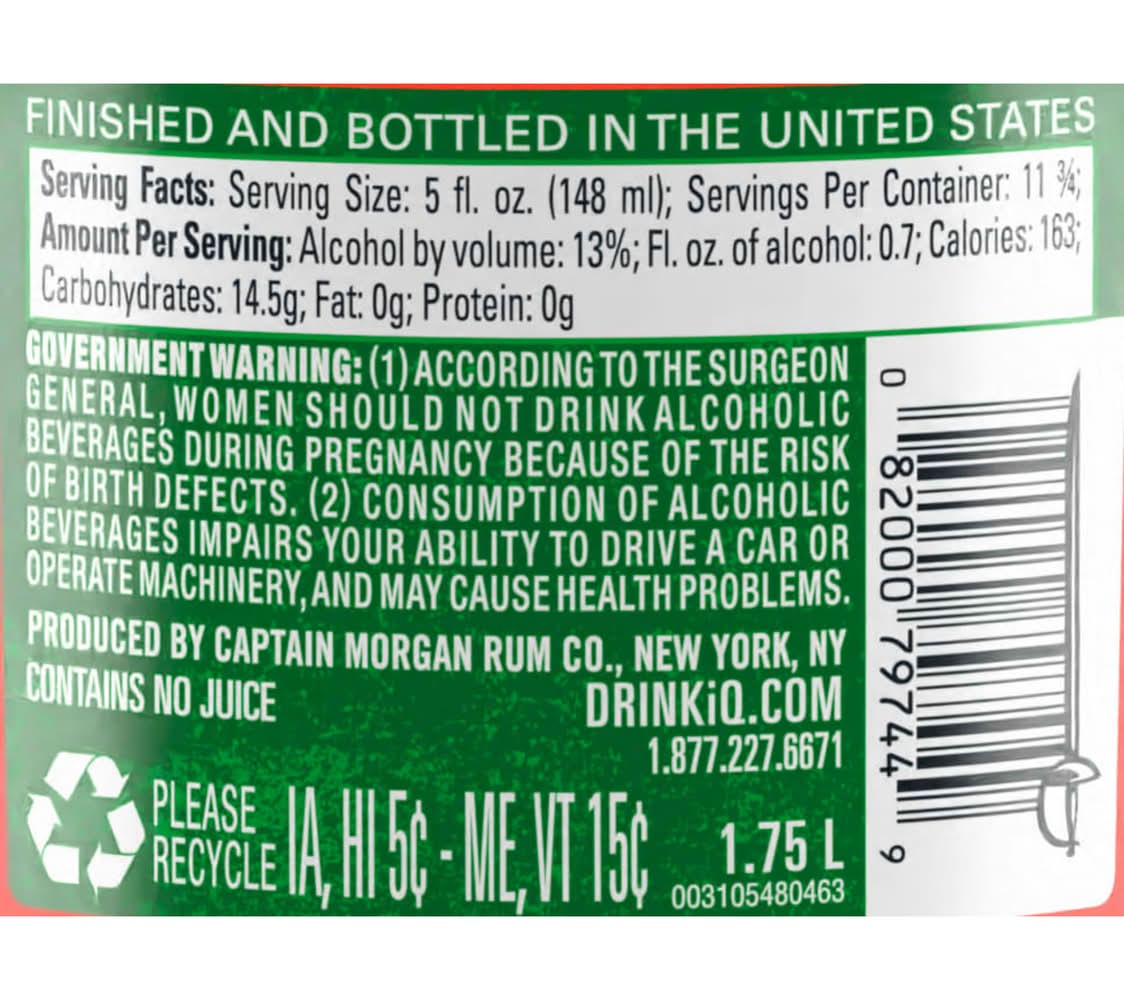 FINISHED AND BOTTLED IN THE UNITED STATES
Serving Facts: Serving Size: 5 fl. oz. (148 ml); Servings Per Container: 11 ¾;
Amount Per Serving: Alcohol by volume: 13%; Fl. oz. of alcohol: 0.7; Calories: 163;
Carbohydrates: 14.5g; Fat: 0g; Protein: 0g
GOVERNMENT WARNING: (1) ACCORDING TO THE SURGEON
GENERAL, WOMEN SHOULD NOT DRINK ALCOHOLIC
BEVERAGES DURING PREGNANCY BECAUSE OF THE RISK
OF BIRTH DEFECTS. (2) CONSUMPTION OF ALCOHOLIC
BEVERAGES IMPAIRS YOUR ABILITY TO DRIVE A CAR OR
OPERATE MACHINERY, AND MAY CAUSE HEALTH PROBLEMS.
PRODUCED BY CAPTAIN MORGAN RUM CO., NEW YORK, NY
CONTAINS NO JUICE
DRINKiQ.COM
1.877.227.6671
PLEASE
RECYCLE
IA, HI 5¢ - ME, VT 15¢
1.75 L
003105480463
0 82000 79744 9